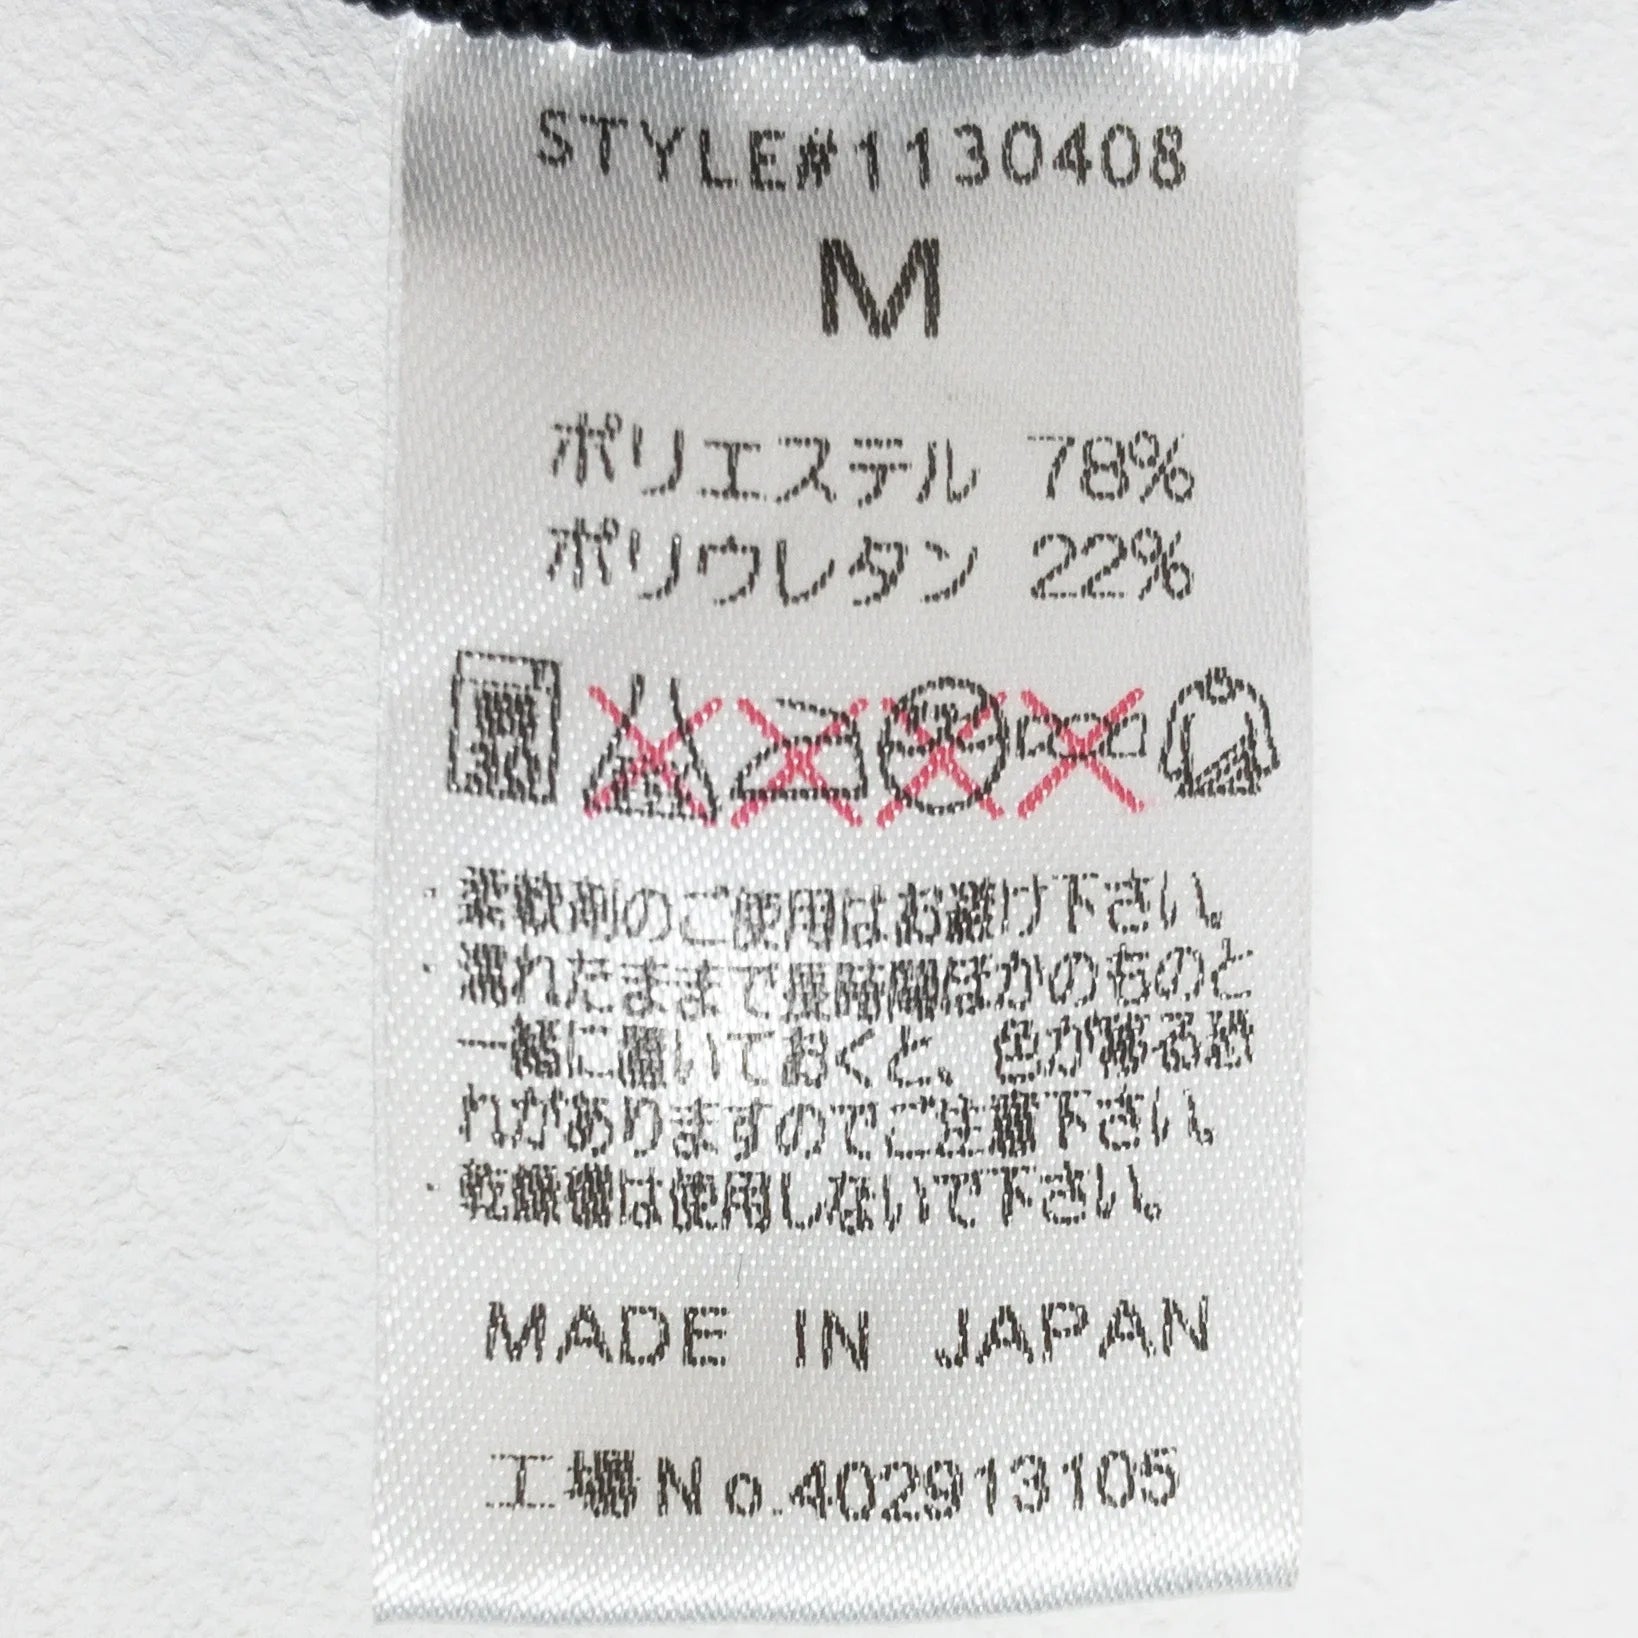 STYLE#1130408
M
ポリエステル 78%
ポリウレタン 22%
・柔軟剤のご使用はお避け下さい。
・濡れたままで長時間ほかのものと
一緒に置いておくと、色が移る恐
れがありますのでご注意下さい。
・乾燥機は使用しないで下さい。
MADE IN JAPAN
工場No.402913105